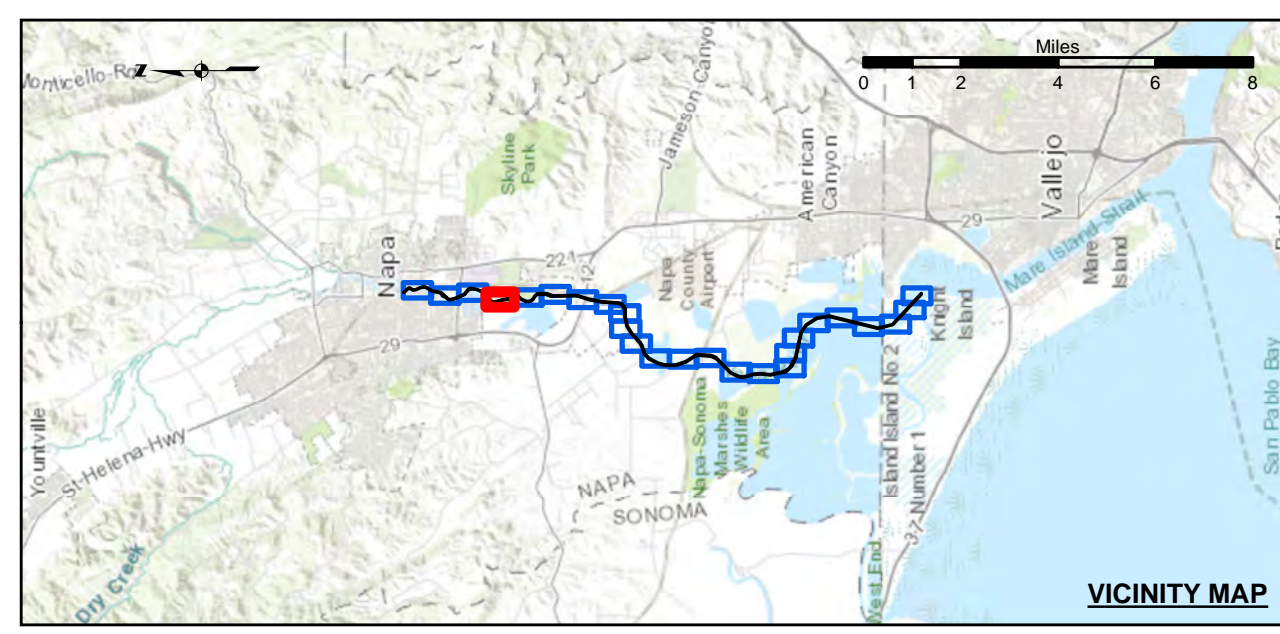 Miles
0 1 2 4 6 8
Monticello-Rd
Z
Jameson-Canyo
Skyline
Park
American
Canyon
Vallejo
29
Mare Island-Strait
Mare
Island
Napa
221
12
Napa
County
Airport
Knight
Island
29
Island Island No 2
Napa-Sonoma
Marshes
Wildlife
Area
37-Number 1
San Pablo Bay
Yountville
St-Helena-Hwy
NAPA
SONOMA
Dry Creek
West End
VICINITY MAP